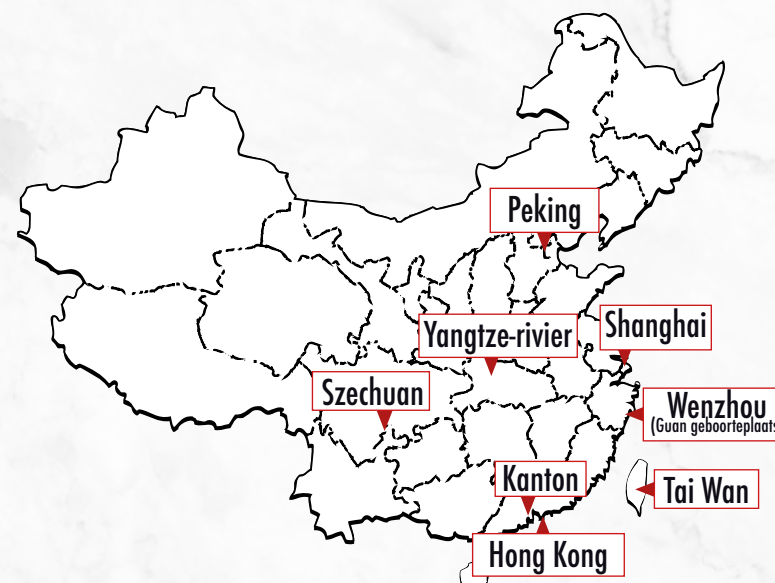 Peking
Yangtze-rivier
Shanghai
Szechuan
Wenzhou
(Guan geboorteplaats
Kanton
Tai Wan
Hong Kong